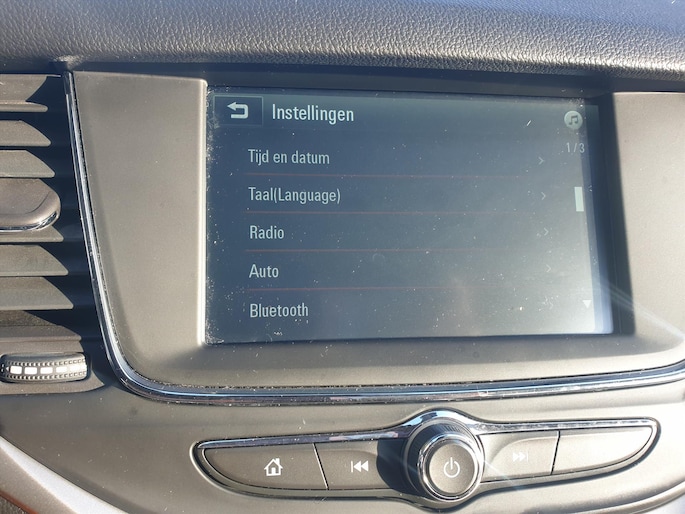 Instellingen
1/3
Tijd en datum
Taal(Language)
Radio
Auto
Bluetooth